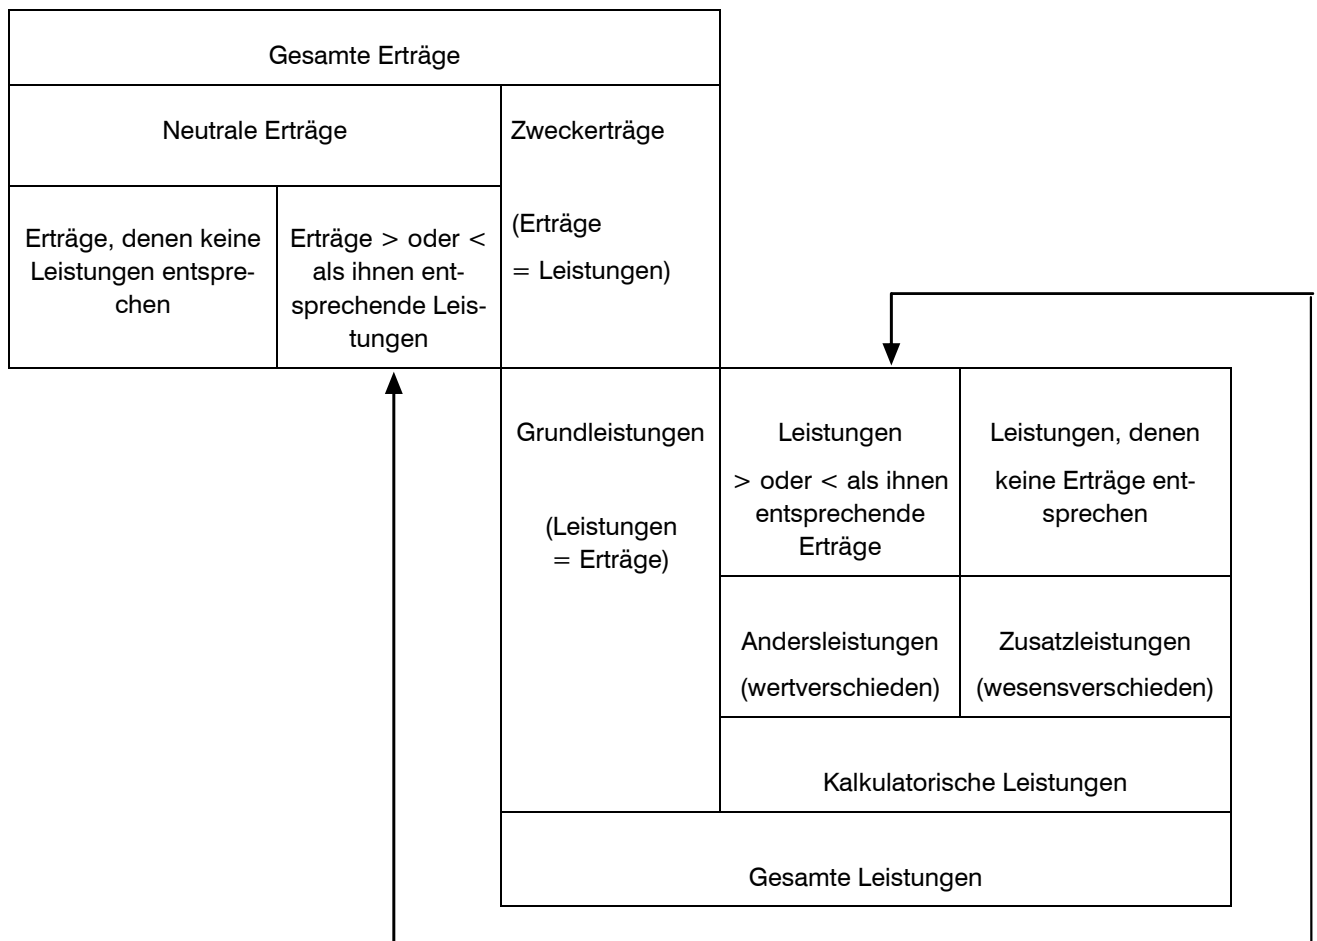 Gesamte Erträge
Neutrale Erträge
Zweckerträge
(Erträge
= Leistungen)
Erträge, denen keine
Leistungen entspre-
chen
Erträge > oder <
als ihnen ent-
sprechende Leis-
tungen
Grundleistungen
(Leistungen
= Erträge)
Leistungen
> oder < als ihnen
entsprechende
Erträge
Leistungen, denen
keine Erträge ent-
sprechen
Andersleistungen
(wertverschieden)
Zusatzleistungen
(wesensverschieden)
Kalkulatorische Leistungen
Gesamte Leistungen